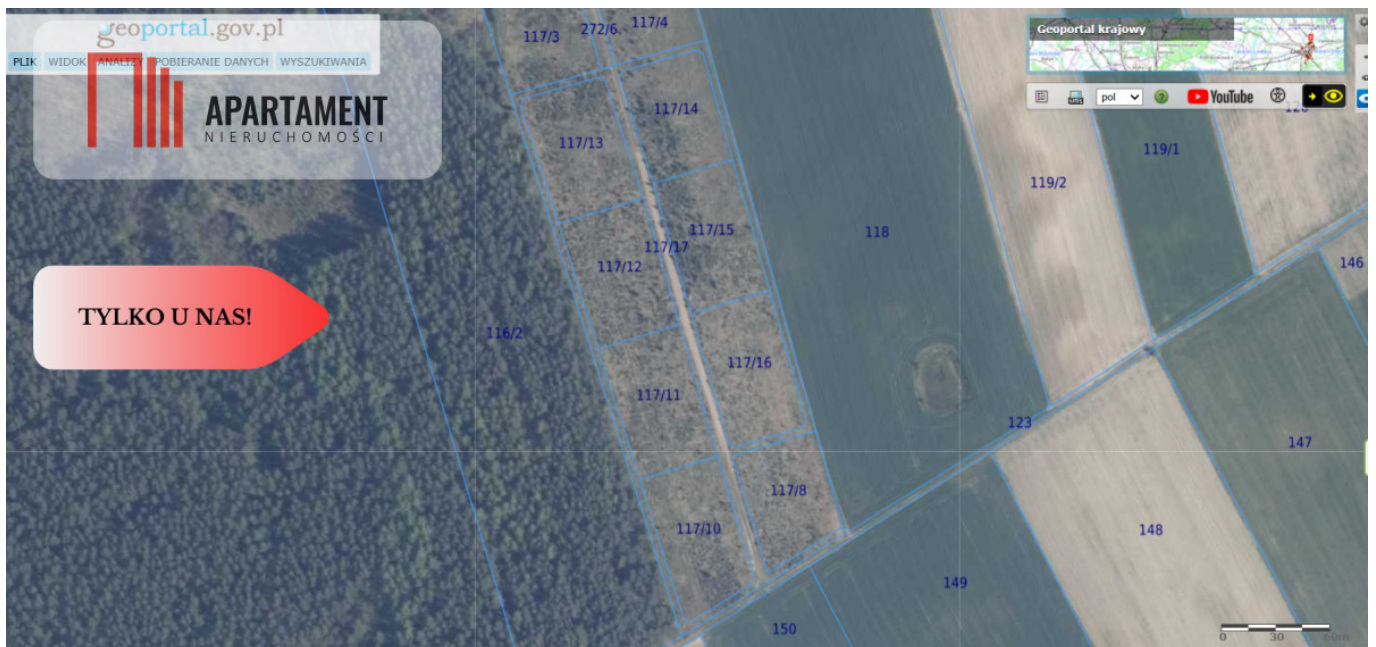 geoportal.gov.pl
PLIK WIDOK ANALIZY POBIERANIE DANYCH WYSZUKIWANIA
APARTAMENT
NIERUCHOMOŚCI
TYLKO U NAS!
Geoportal krajowy
pol
YouTube
117/3
272/6
117/4
117/14
117/13
117/15
117/17
117/12
116/2
117/16
117/11
117/8
117/10
118
119/2
119/1
146
123
147
148
149
150
0 30 60m